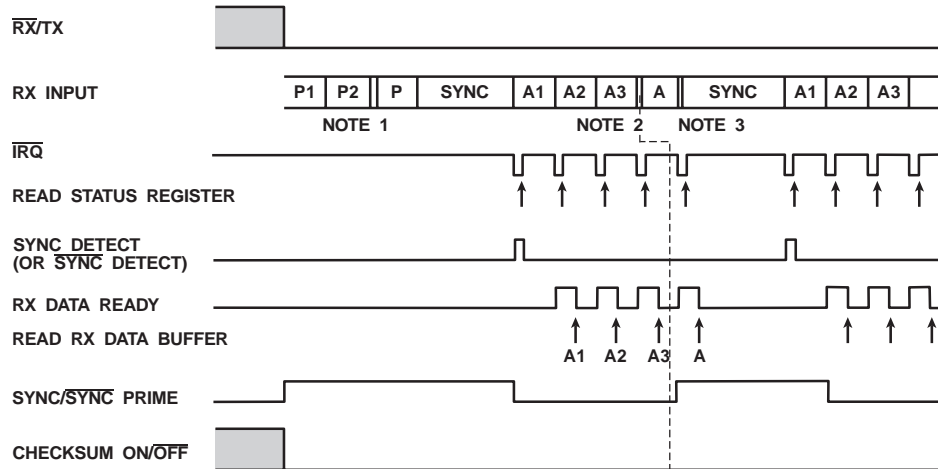 RX/TX
RX INPUT
P1 P2 P SYNC A1 A2 A3 A SYNC A1 A2 A3
NOTE 1 NOTE 2 NOTE 3
IRQ
READ STATUS REGISTER
SYNC DETECT
(OR SYNC DETECT)
RX DATA READY
READ RX DATA BUFFER
A1 A2 A3 A
SYNC/SYNC PRIME
CHECKSUM ON/OFF